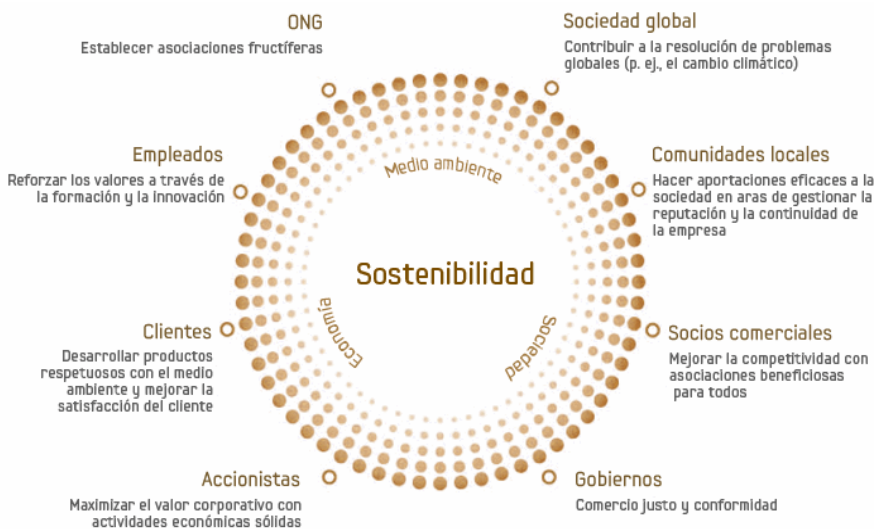 ONG
Establecer asociaciones fructíferas
Sociedad global
Contribuir a la resolución de problemas
globales (p. ej., el cambio climático)
Empleados
Reforzar los valores a través de
la formación y la innovación
Comunidades locales
Hacer aportaciones eficaces a la
sociedad en aras de gestionar la
reputación y la continuidad de
la empresa
Medio ambiente
Sostenibilidad
Economía
Sociedad
Clientes
Desarrollar productos
respetuosos con el medio
ambiente y mejorar la
satisfacción del cliente
Socios comerciales
Mejorar la competitividad con
asociaciones beneficiosas
para todos
Accionistas
Maximizar el valor corporativo con
actividades económicas sólidas
Gobiernos
Comercio justo y conformidad